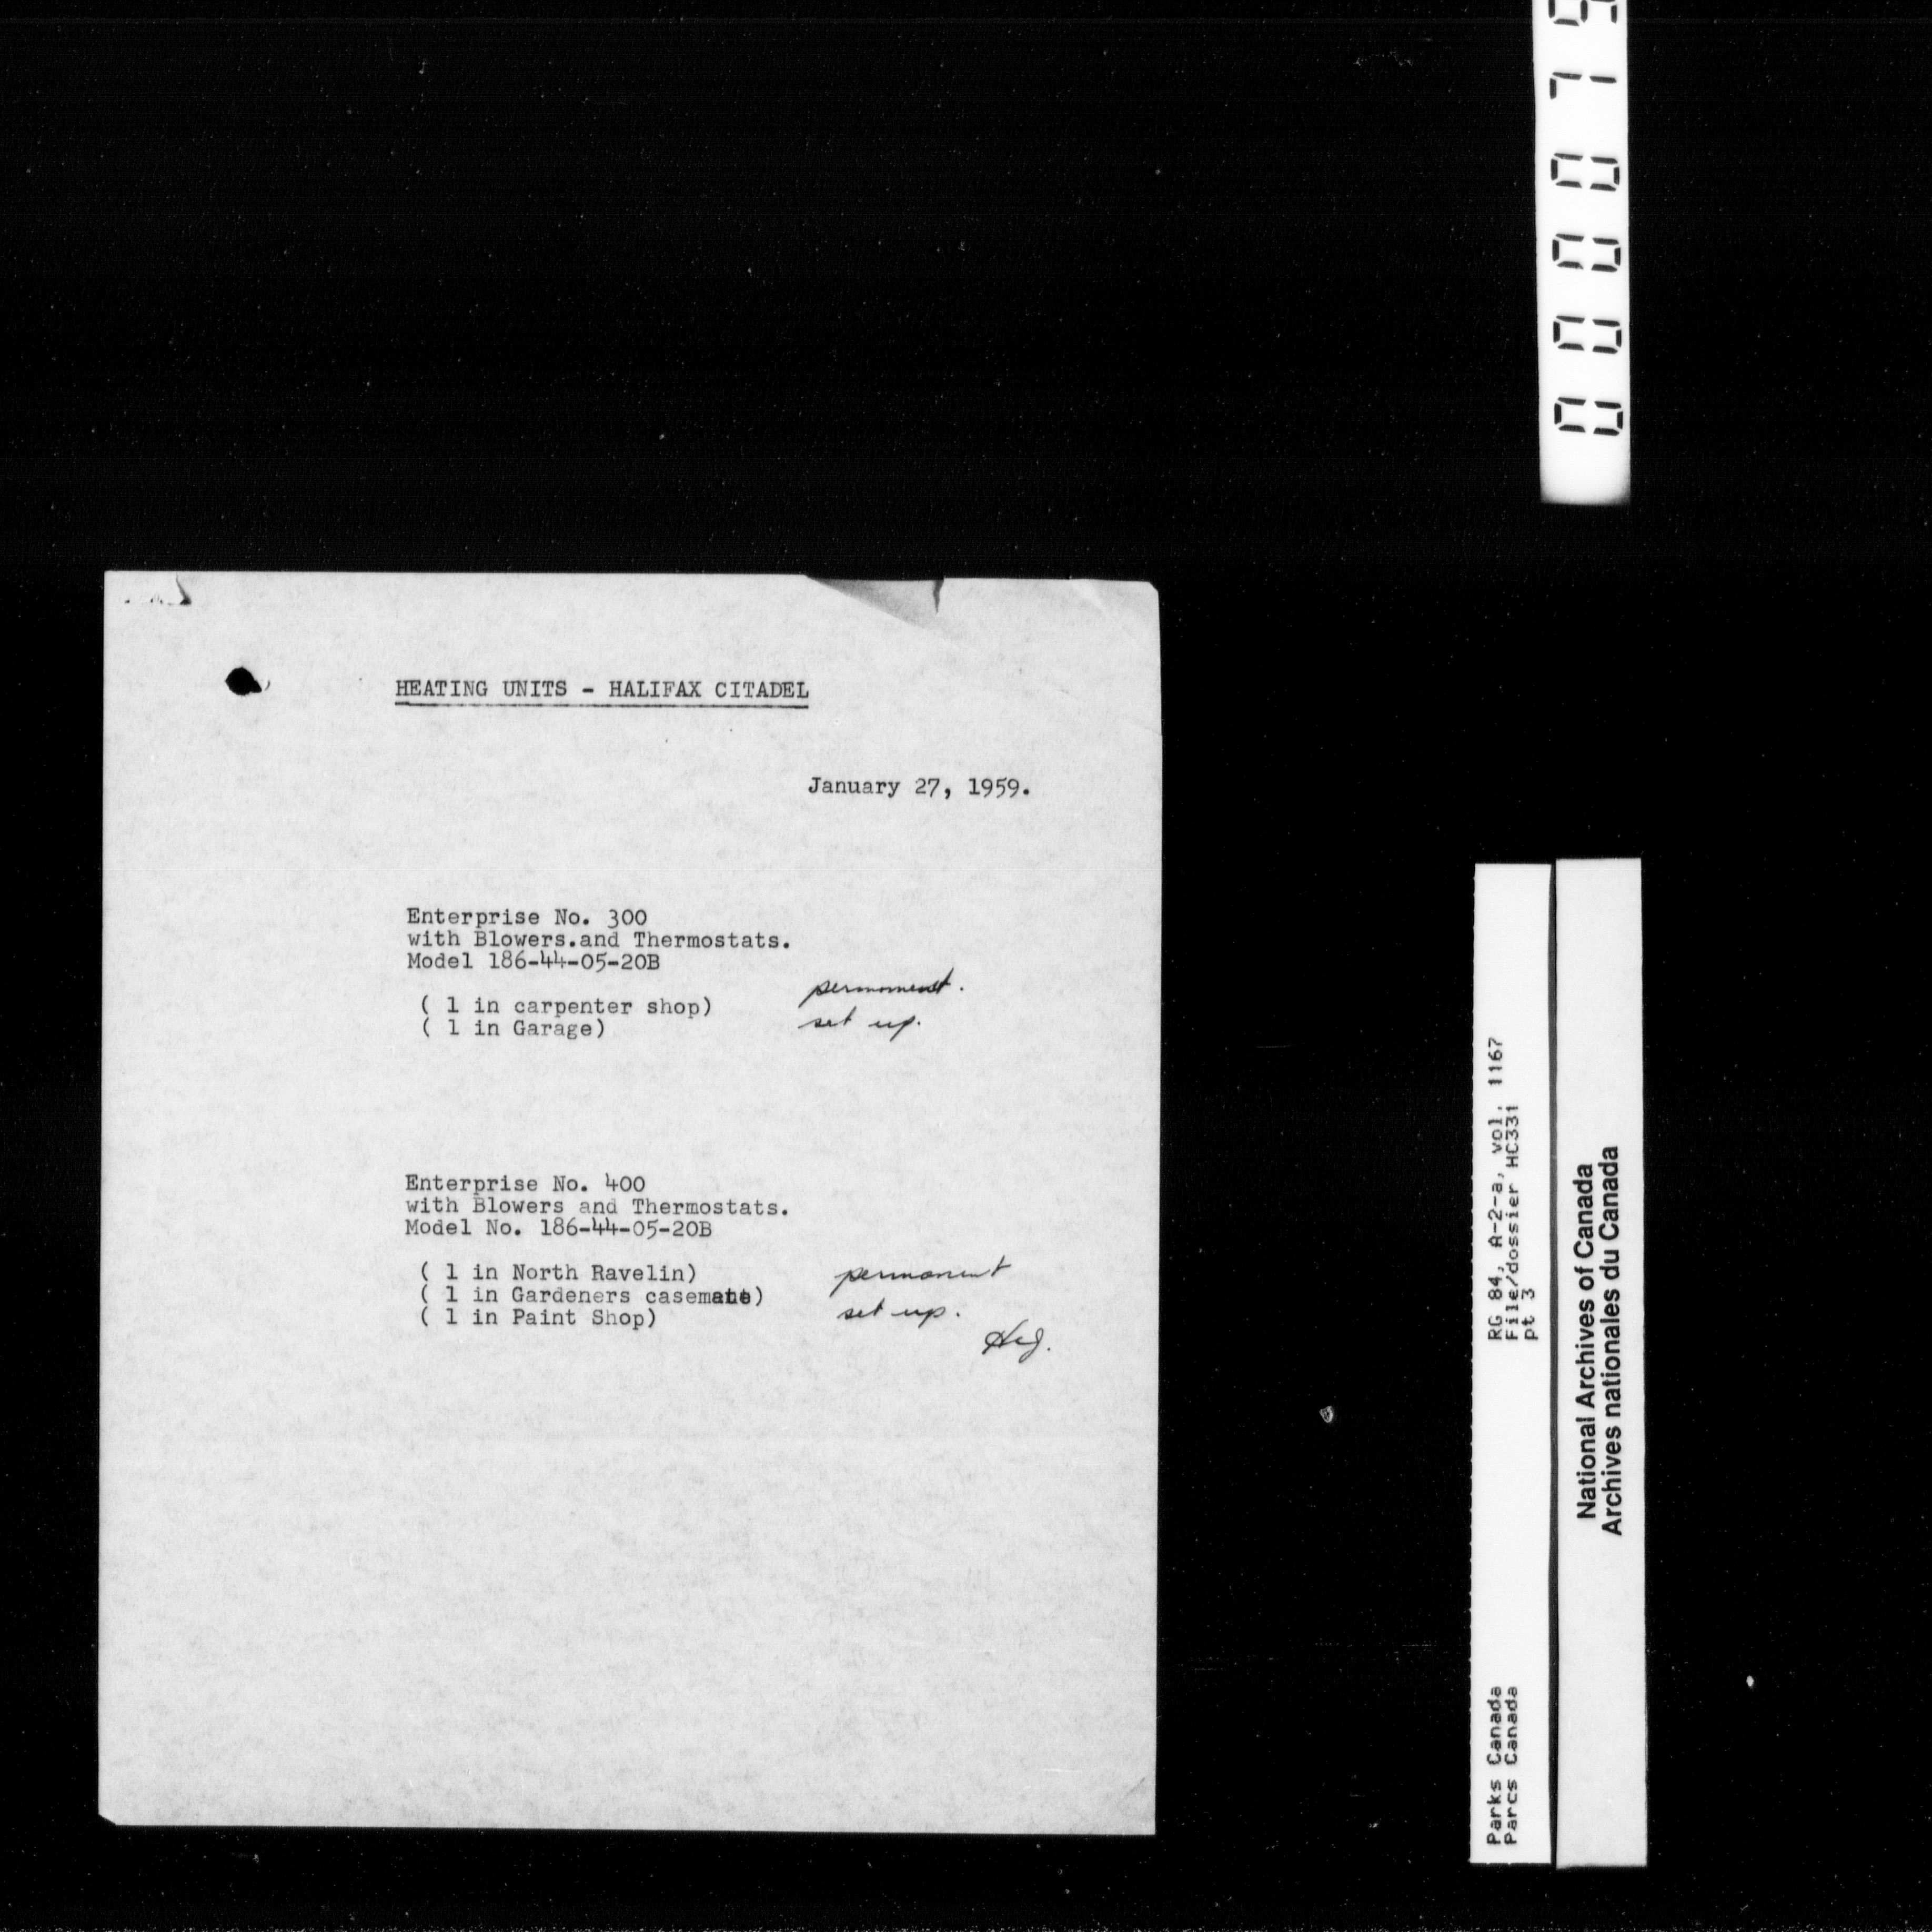 HEATING UNITS - HALIFAX CITADEL
January 27, 1959.
Enterprise No. 300
with Blowers.and Thermostats.
Model 186-44-05-20B
( 1 in carpenter shop)
( 1 in Garage)
permanent.
set up.
Enterprise No. 400
with Blowers and Thermostats.
Model No. 186-44-05-20B
( 1 in North Ravelin)
( 1 in Gardeners casemate)
( 1 in Paint Shop)
permanent
set up.
RG 84, A-2-a, vol. 1167
File/dossier HC331
pt 3
Parks Canada
Parcs Canada
National Archives of Canada
Archives nationales du Canada